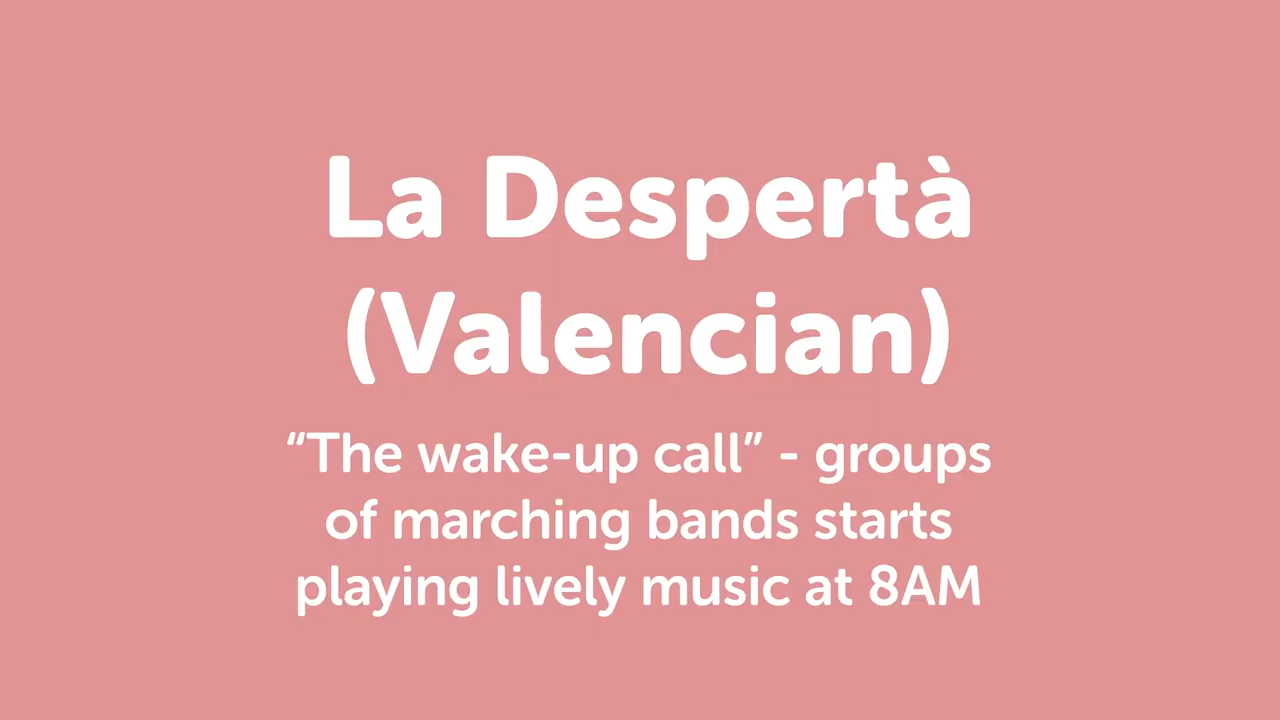 La Despertà
(Valencian)
“The wake-up call” - groups
of marching bands starts
playing lively music at 8AM